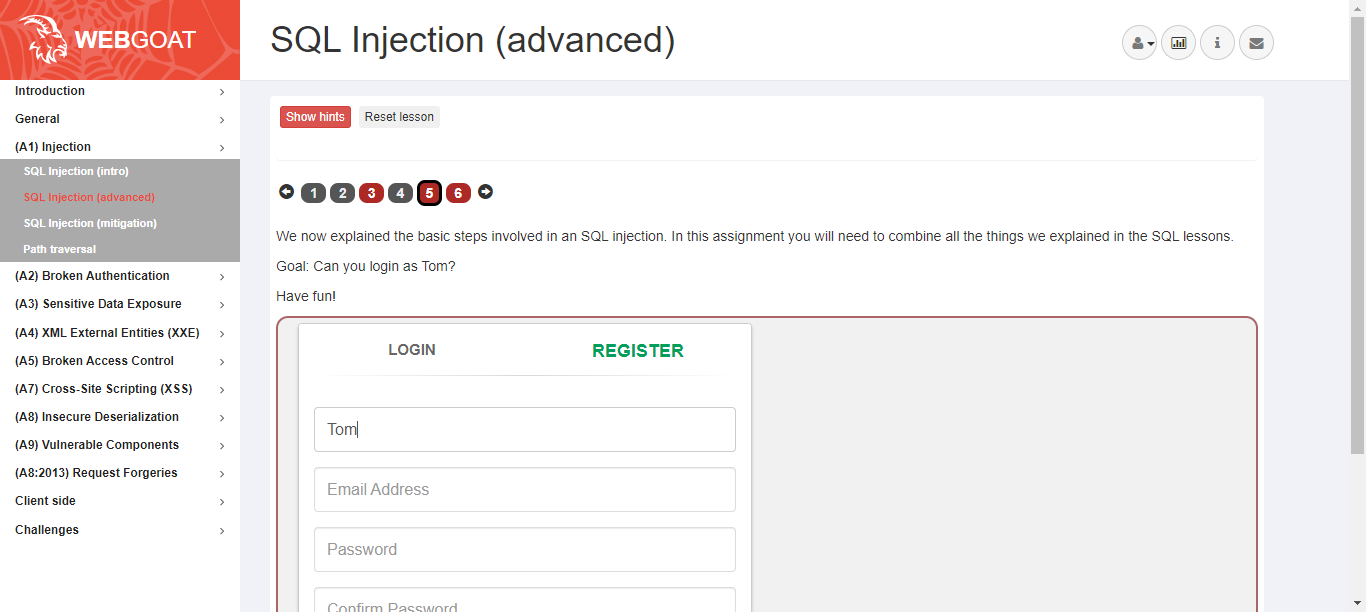 WEBGOAT
SQL Injection (advanced)
Introduction
General
(A1) Injection
SQL Injection (intro)
SQL Injection (advanced)
SQL Injection (mitigation)
Path traversal
(A2) Broken Authentication
(A3) Sensitive Data Exposure
(A4) XML External Entities (XXE)
(A5) Broken Access Control
(A7) Cross-Site Scripting (XSS)
(A8) Insecure Deserialization
(A9) Vulnerable Components
(A8:2013) Request Forgeries
Client side
Challenges
Show hints Reset lesson
1 2 3 4 5 6
We now explained the basic steps involved in an SQL injection. In this assignment you will need to combine all the things we explained in the SQL lessons.
Goal: Can you login as Tom?
Have fun!
LOGIN REGISTER
Tom
Email Address
Password
Confirm Password